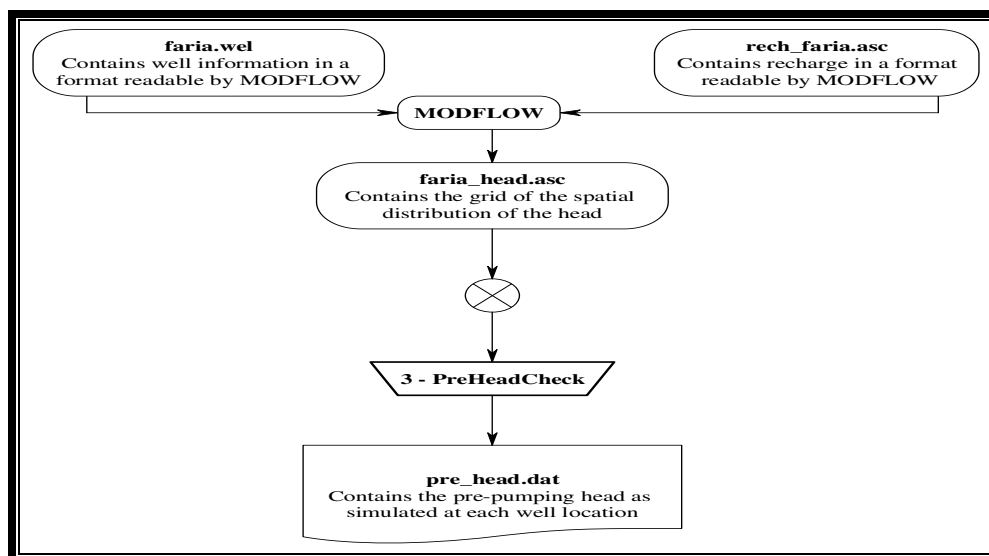 faria.wel
Contains well information in a
format readable by MODFLOW
rech_faria.asc
Contains recharge in a format
readable by MODFLOW
MODFLOW
faria_head.asc
Contains the grid of the spatial
distribution of the head
3 - PreHeadCheck
pre_head.dat
Contains the pre-pumping head as
simulated at each well location